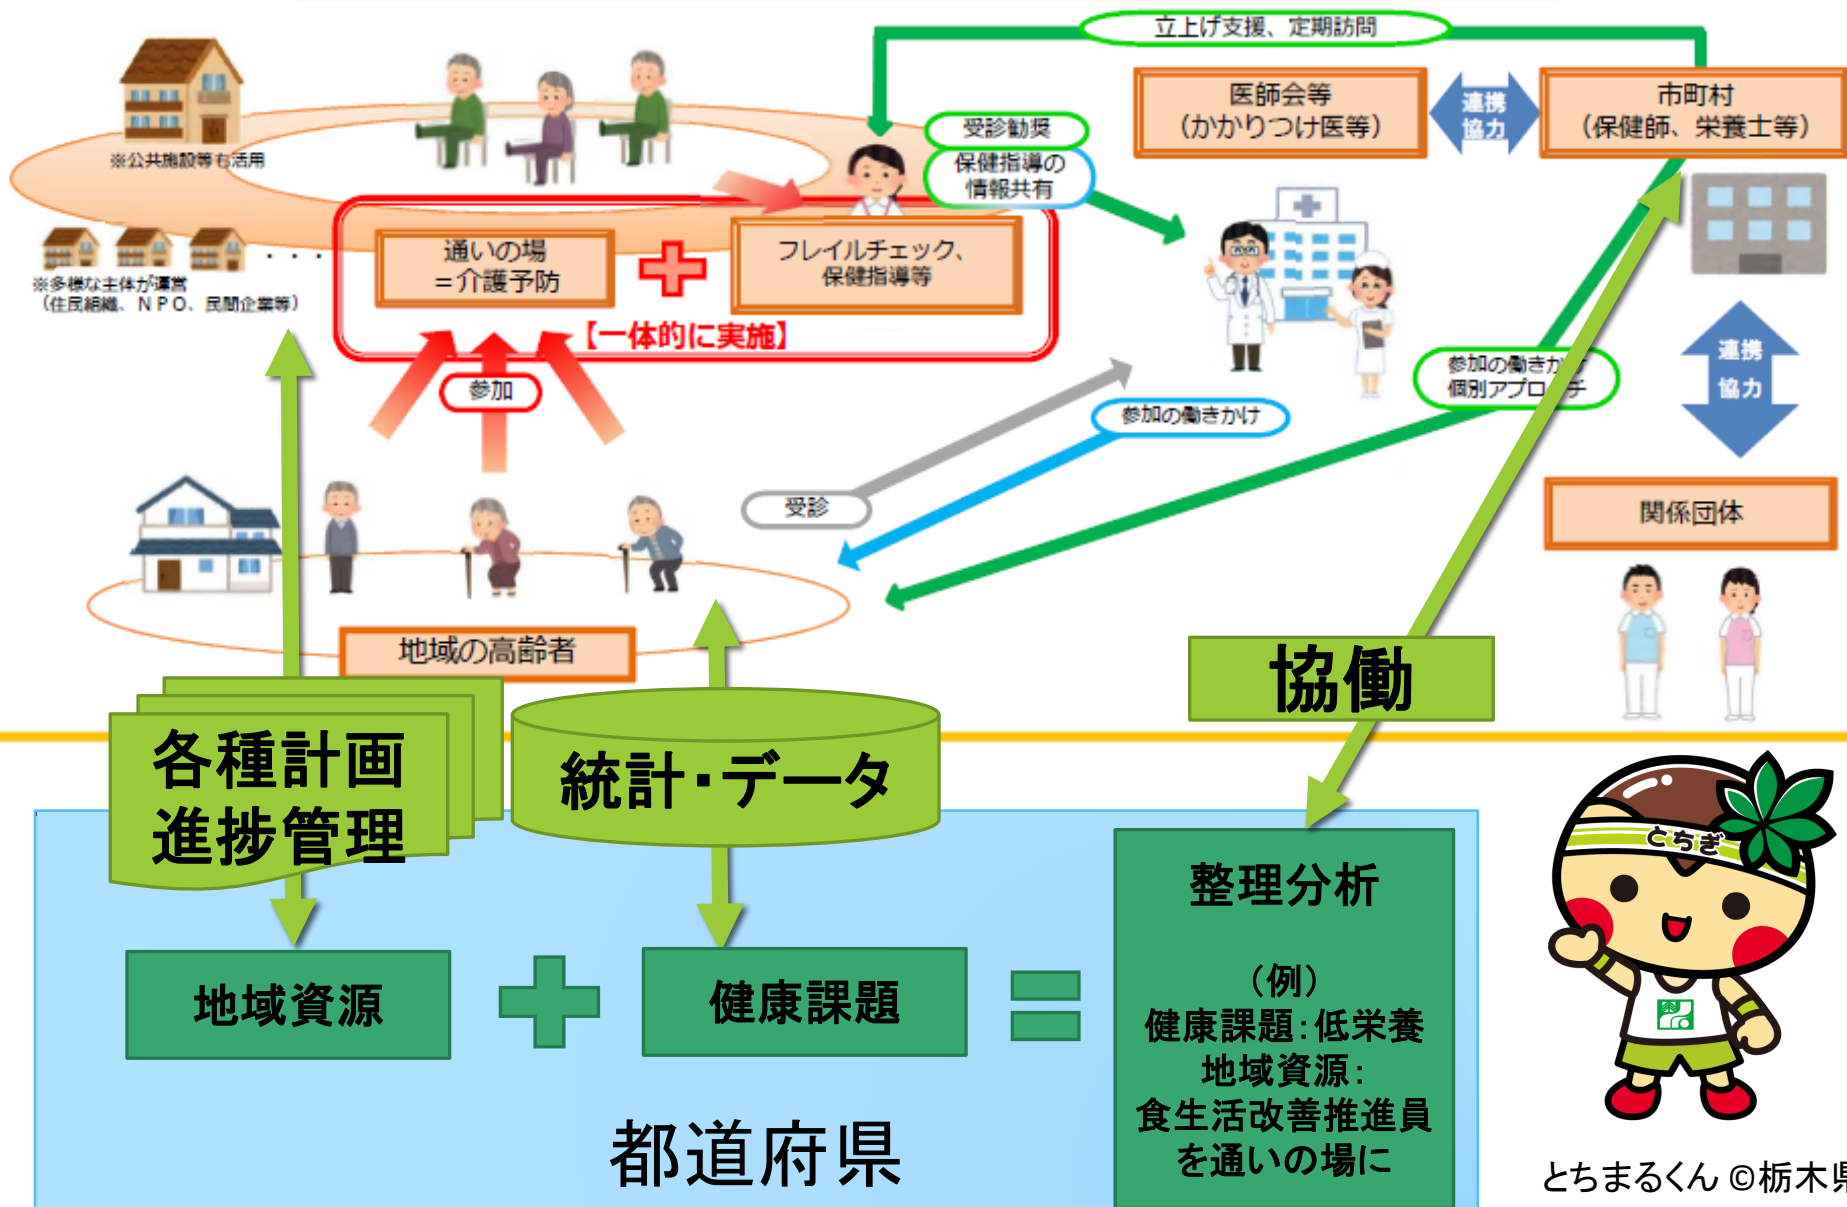 立上げ支援、定期訪問
医師会等
(かかりつけ医等)
連携
協力
市町村
(保健師、栄養士等)
受診勧奨
保健指導の
情報共有
※公共施設等も活用
※多様な主体が運営
(住民組織、NPO、民間企業等)
・・・
通いの場
=介護予防
フレイルチェック、
保健指導等
【一体的に実施】
参加
参加の働きかけ
個別アプローチ
連携
協力
参加の働きかけ
受診
関係団体
地域の高齢者
協働
各種計画
進捗管理
統計・データ
とちぎ
整理分析
(例)
健康課題:低栄養
地域資源:
食生活改善推進員
を通いの場に
地域資源
健康課題
都道府県
とちまるくん ©栃木県